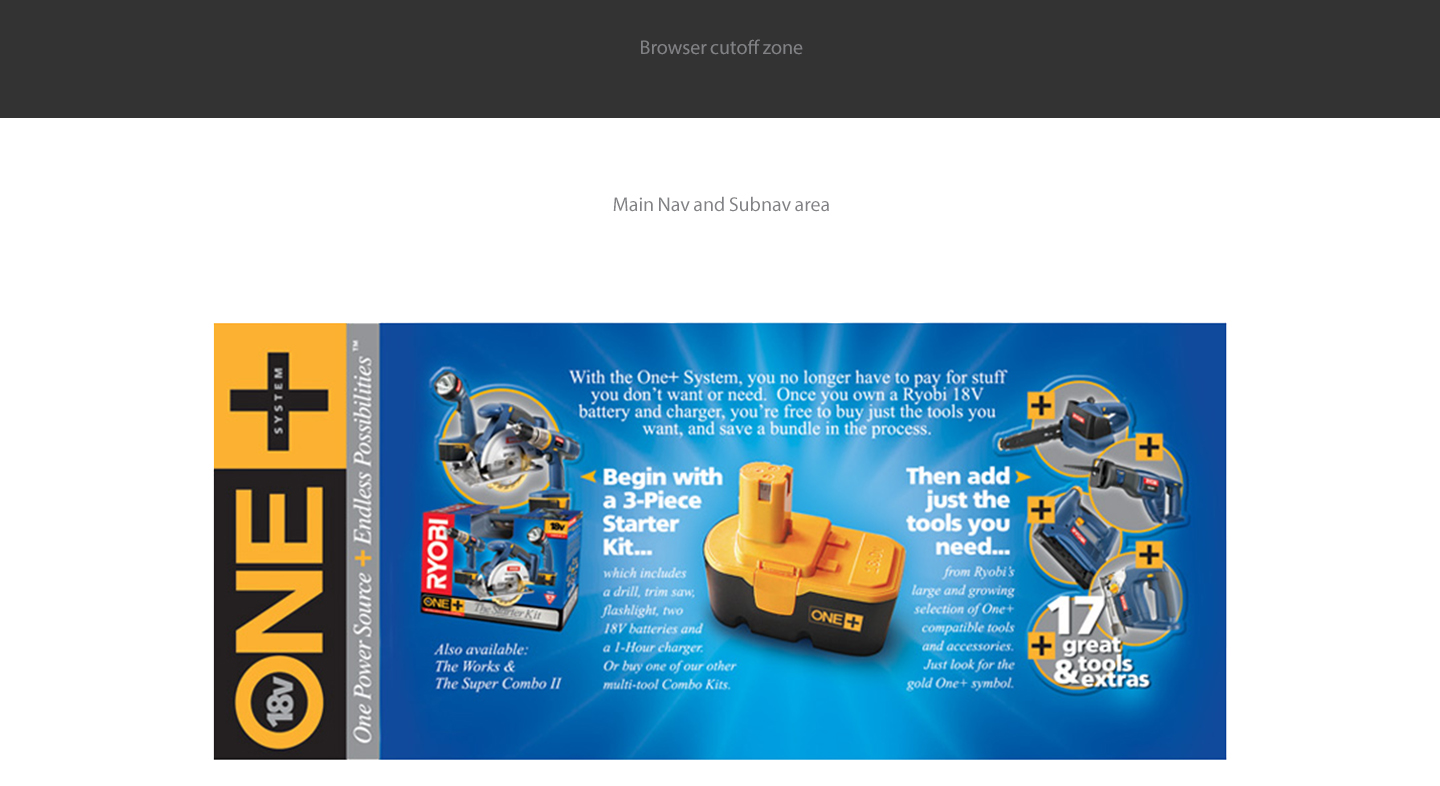 Browser cutoff zone
Main Nav and Subnav area
ONE
18v
SYSTEM
One Power Source + Endless Possibilities™
With the One+ System, you no longer have to pay for stuff
you don't want or need. Once you own a Ryobi 18V
battery and charger, you're free to buy just the tools you
want, and save a bundle in the process.
Begin with
a 3-Piece
Starter
Kit...
which includes
a drill, trim saw,
flashlight, two
18V batteries and
a 1-Hour charger.
Or buy one of our other
multi-tool Combo Kits.
RYOBI
18v
ONE+
The Starter Kit
Also available:
The Works &
The Super Combo II
ONE+
Then add
just the
tools you
need...
from Ryobi's
large and growing
selection of One+
compatible tools
and accessories.
Just look for the
gold One+ symbol.
17
great
tools
& extras